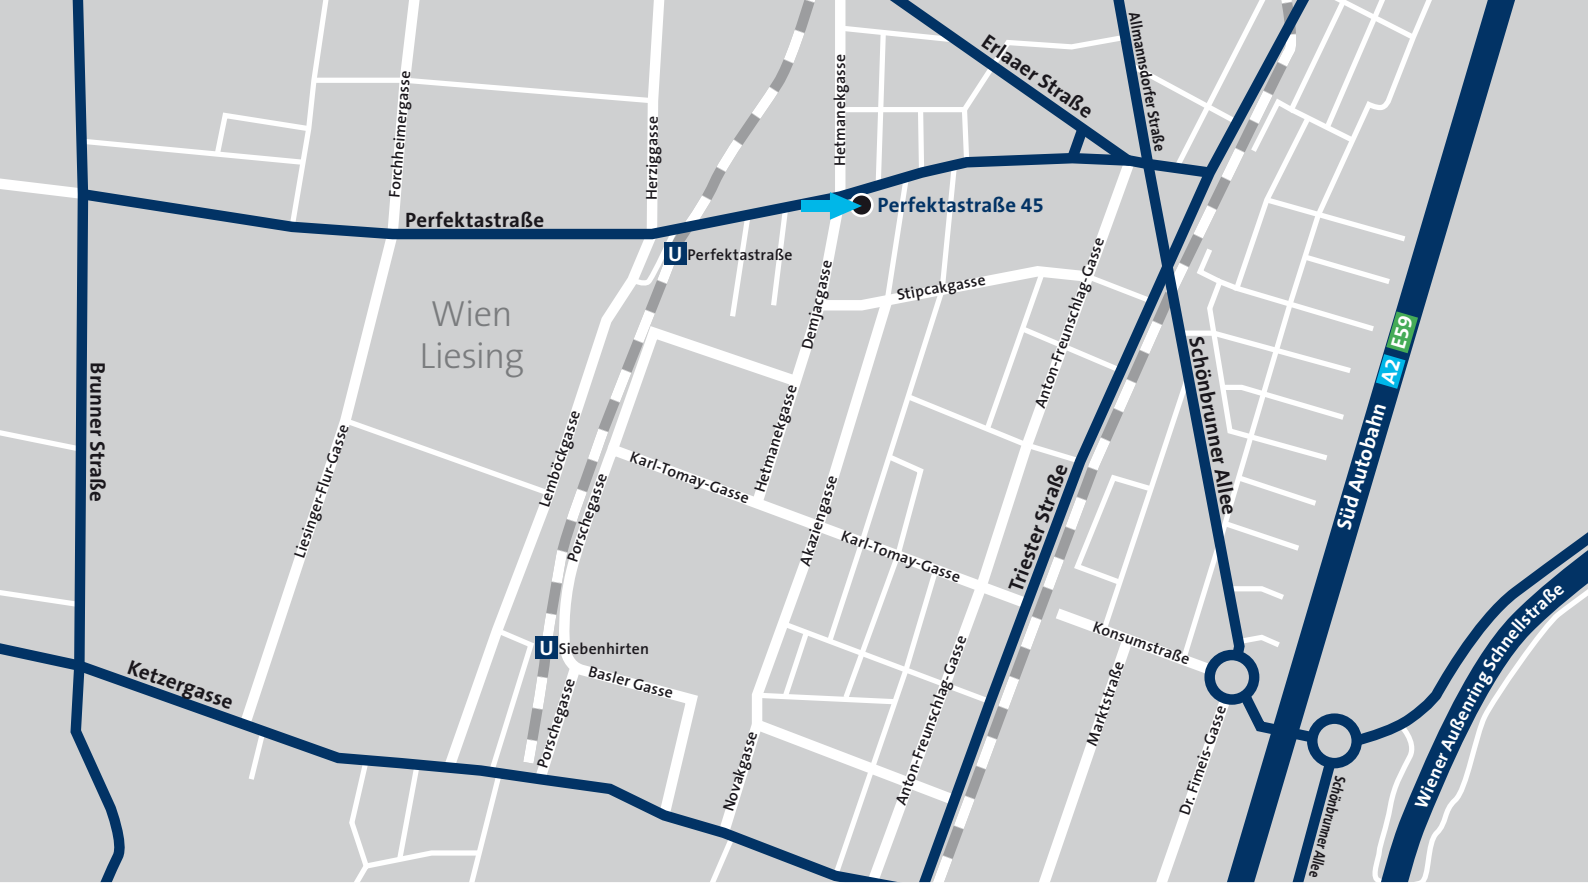 Erlaaer Straße
Allmannsdorfer Straße
Hetmanekgasse
Forchheimergasse
Herziggasse
Perfektastraße
Perfektastraße 45
U
Perfektastraße
Wien
Liesing
Stipcakgasse
Demjacgasse
Anton-Freunschlag-Gasse
E59
A2
Süd Autobahn
Schönbrunner Allee
Brunner Straße
Hetmanekgasse
Liesinger-Flur-Gasse
Lemböckgasse
Porschegasse
Karl-Tomay-Gasse
Akaziengasse
Karl-Tomay-Gasse
Triester Straße
U
Siebenhirten
Basler Gasse
Konsumstraße
Ketzergasse
Porschegasse
Novakgasse
Anton-Freunschlag-Gasse
Marktstraße
Dr. Fimeis-Gasse
Schönbrunner Allee
Wiener Außenring Schnellstraße